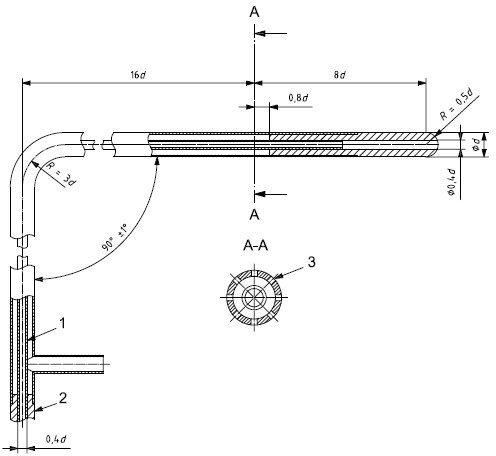 A
16d
8d
0,8d
R = 0,5d
Φd
Φ0,4d
R = 3d
90° ±1°
A
A-A
3
1
2
0,4d